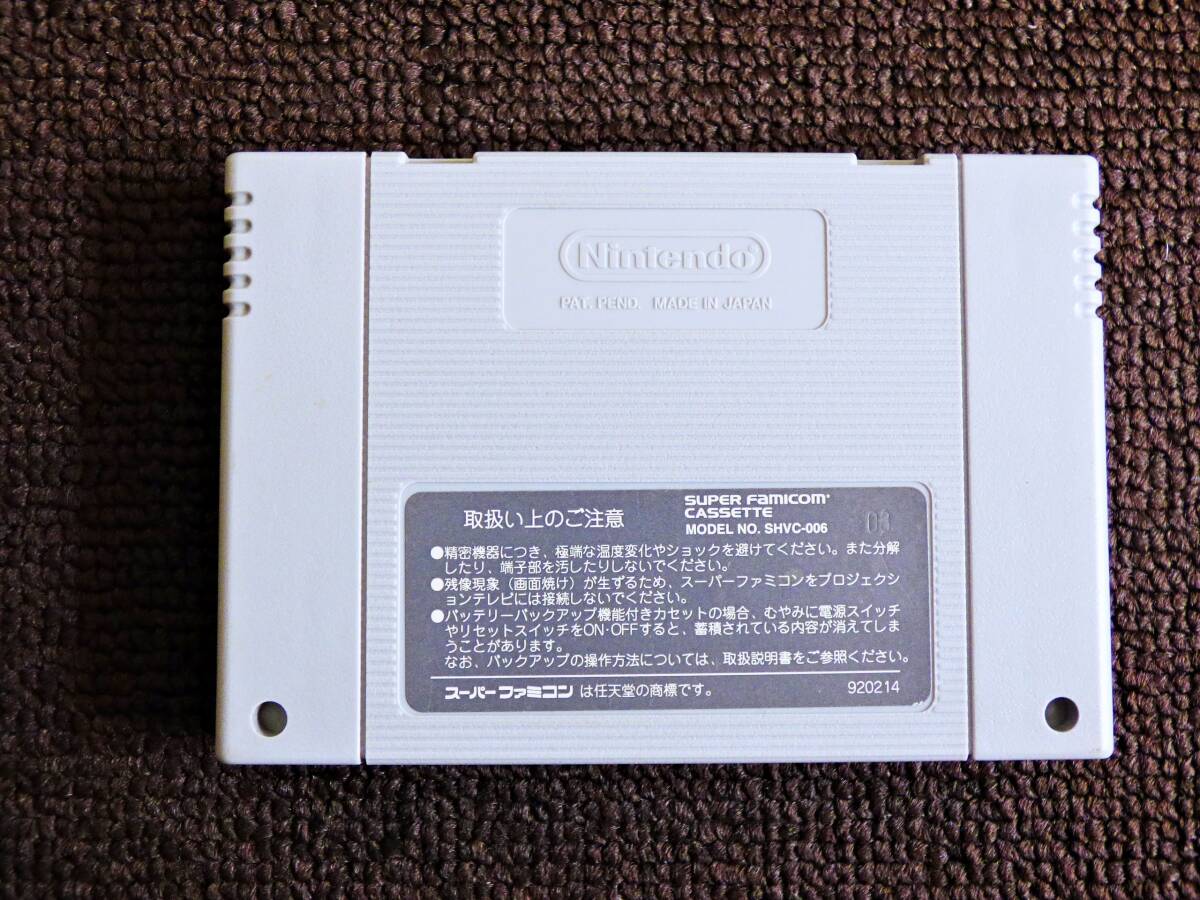 Nintendo
PAT. PEND. MADE IN JAPAN
取扱い上のご注意
SUPER FAMICOM
CASSETTE
MODEL NO. SHVC-006
03
●精密機器につき、極端な温度変化やショックを避けてください。また分解
したり、端子部を汚したりしないでください。
●残像現象（画面焼け）が生ずるため、スーパーファミコンをプロジェクシ
ョンテレビには接続しないでください。
●バッテリーバックアップ機能付きカセットの場合、むやみに電源スイッチ
やリセットスイッチをON・OFFすると、蓄積されている内容が消えてしま
うことがあります。
なお、バックアップの操作方法については、取扱説明書をご参照ください。
スーパーファミコン は任天堂の商標です。
920214